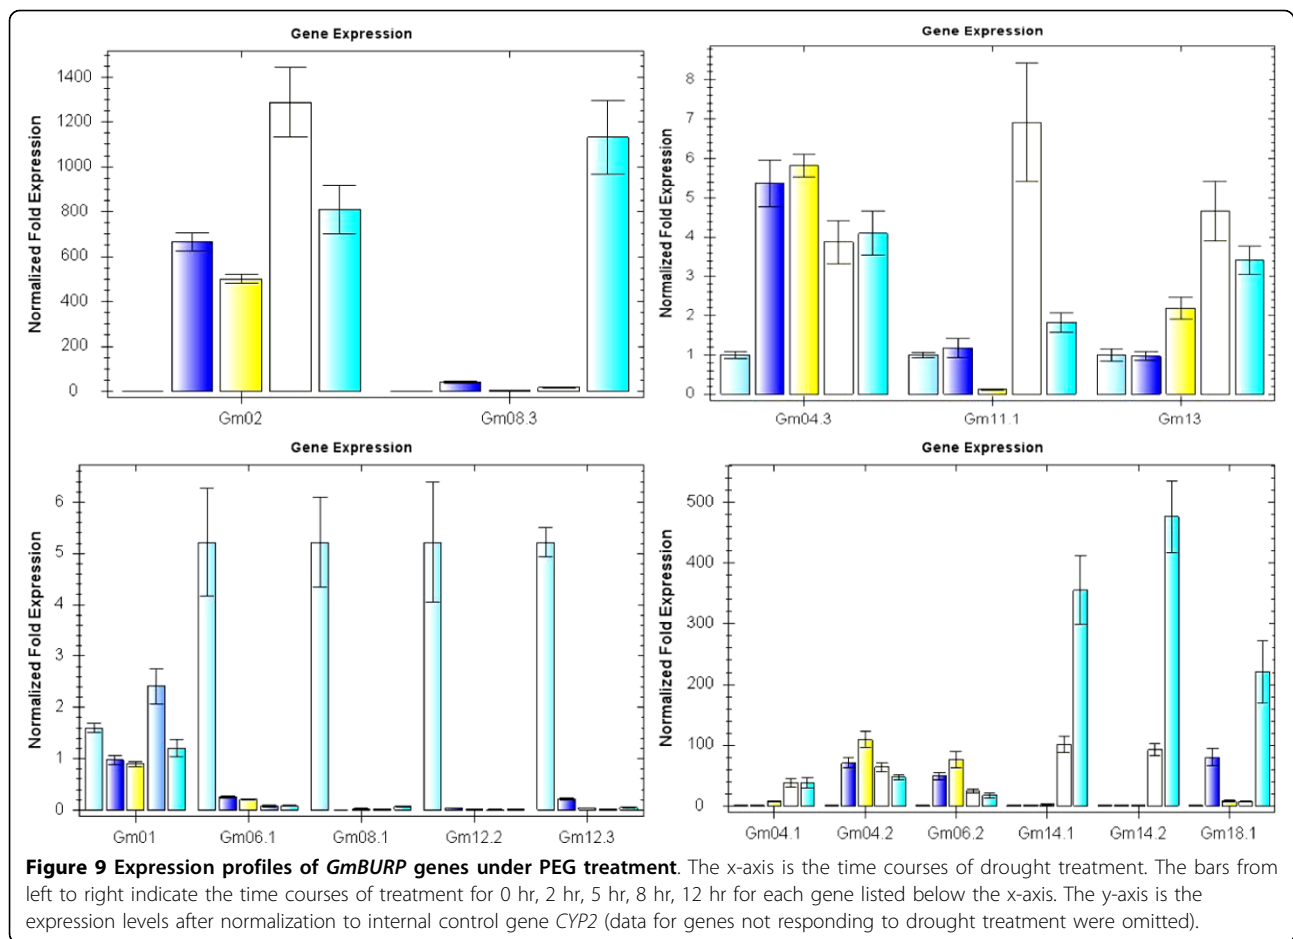 Gene Expression
Normalized Fold Expression
1400
1200
1000
800
600
400
200
0
Gm02 Gm08.3
Gene Expression
Normalized Fold Expression
8
7
6
5
4
3
2
1
0
Gm04.3 Gm11.1 Gm13
Gene Expression
Normalized Fold Expression
6
5
4
3
2
1
0
Gm01 Gm06.1 Gm08.1 Gm12.2 Gm12.3
Gene Expression
Normalized Fold Expression
500
400
300
200
100
0
Gm04.1 Gm04.2 Gm06.2 Gm14.1 Gm14.2 Gm18.1
Figure 9 Expression profiles of GmBURP genes under PEG treatment. The x-axis is the time courses of drought treatment. The bars from
left to right indicate the time courses of treatment for 0 hr, 2 hr, 5 hr, 8 hr, 12 hr for each gene listed below the x-axis. The y-axis is the
expression levels after normalization to internal control gene CYP2 (data for genes not responding to drought treatment were omitted).